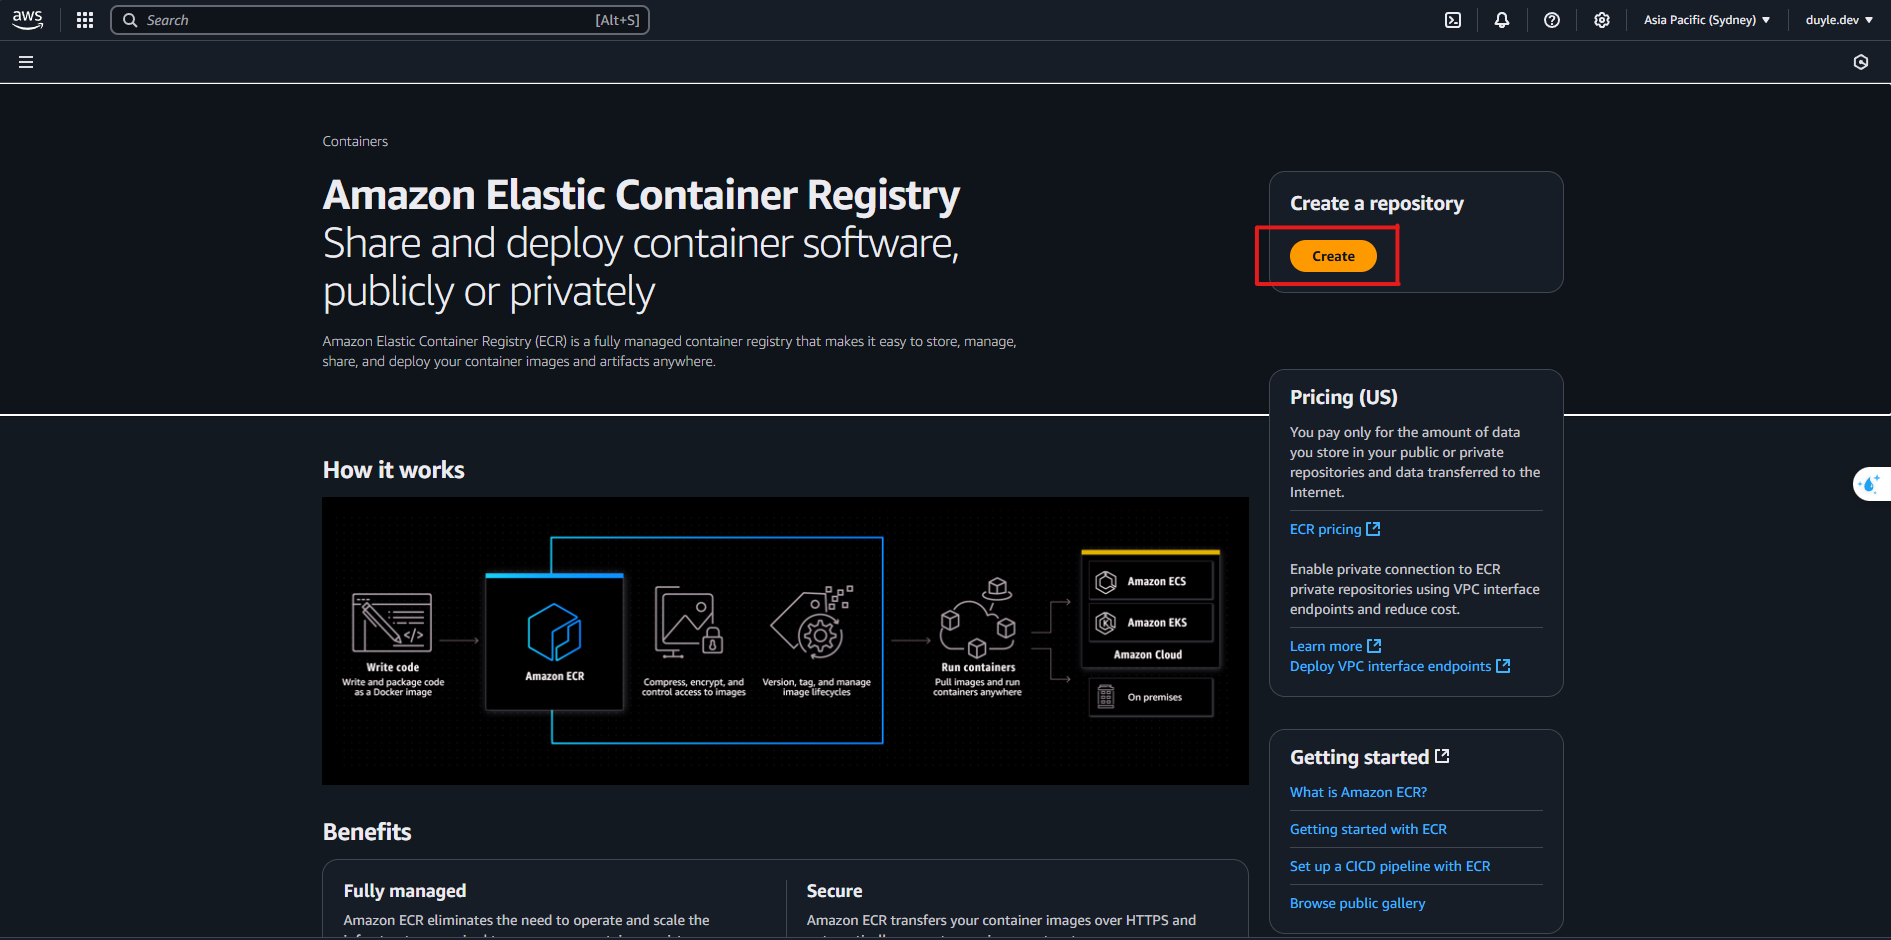 aws
Search
[Alt+S]
Asia Pacific (Sydney)
duyle.dev
Containers
Amazon Elastic Container Registry
Share and deploy container software,
publicly or privately
Amazon Elastic Container Registry (ECR) is a fully managed container registry that makes it easy to store, manage,
share, and deploy your container images and artifacts anywhere.
Create a repository
Create
Pricing (US)
You pay only for the amount of data
you store in your public or private
repositories and data transferred to the
Internet.
ECR pricing
Enable private connection to ECR
private repositories using VPC interface
endpoints and reduce cost.
Learn more
Deploy VPC interface endpoints
How it works
Write code
Write and package code
as a Docker image
Amazon ECR
Compress, encrypt, and
control access to images
Version, tag, and manage
image lifecycles
Run containers
Pull images and run
containers anywhere
Amazon ECS
Amazon EKS
Amazon Cloud
On premises
Getting started
What is Amazon ECR?
Getting started with ECR
Set up a CICD pipeline with ECR
Browse public gallery
Benefits
Fully managed
Amazon ECR eliminates the need to operate and scale the
Secure
Amazon ECR transfers your container images over HTTPS and